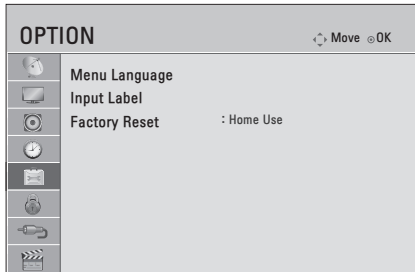 OPTION Move OK
Menu Language
Input Label
Factory Reset : Home Use